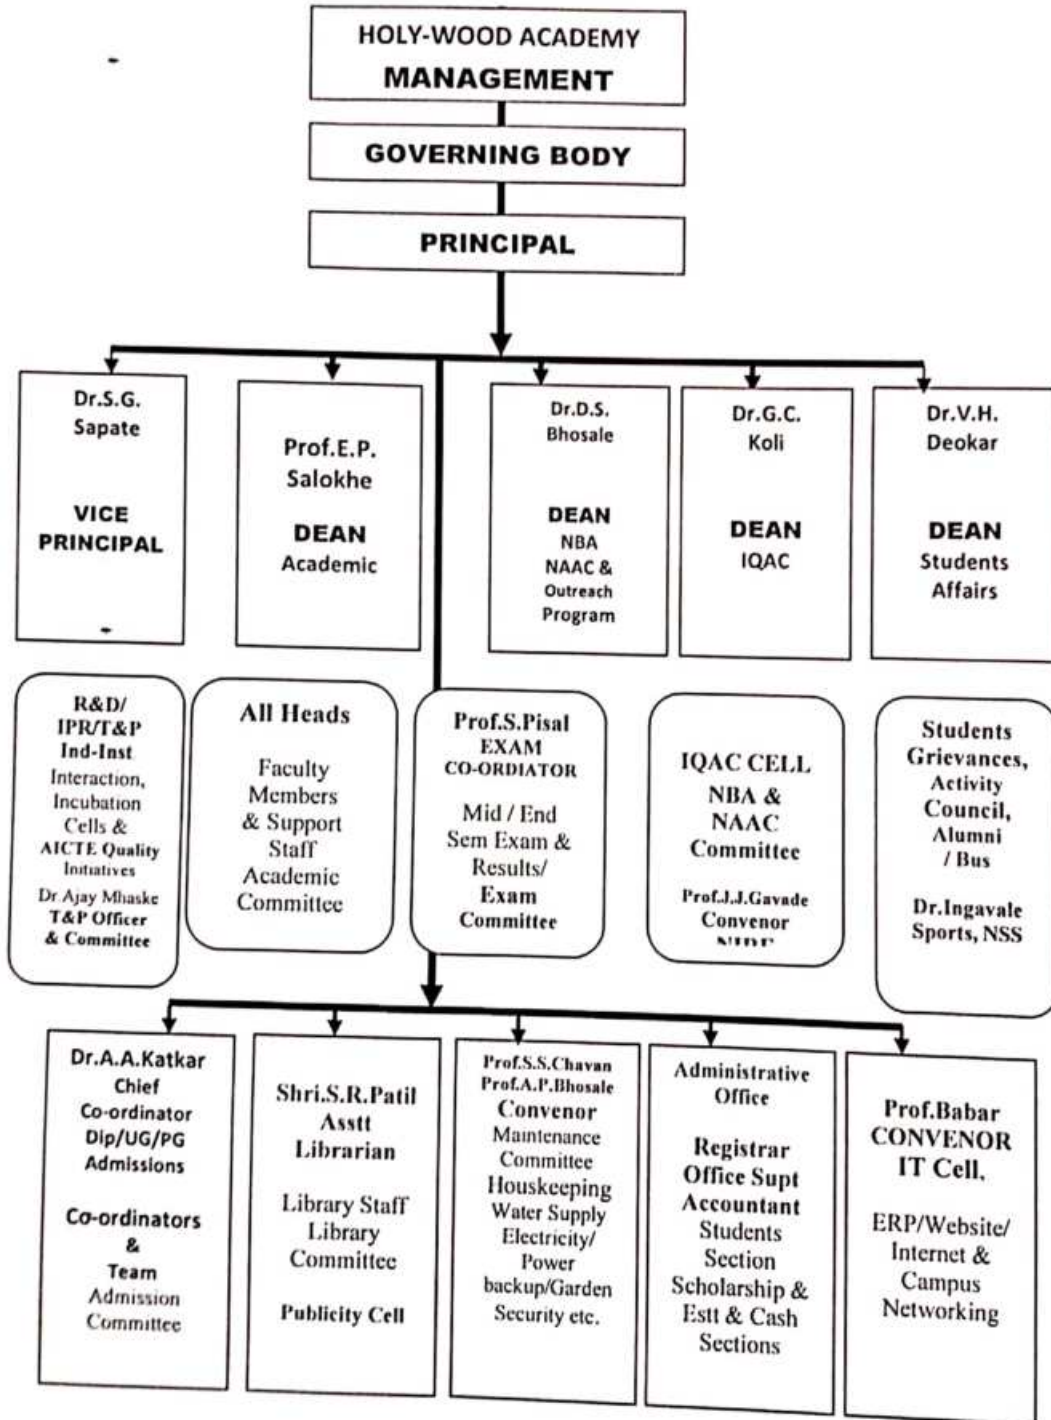 HOLY-WOOD ACADEMY
MANAGEMENT
GOVERNING BODY
PRINCIPAL
Dr.S.G.
Sapate
VICE
PRINCIPAL
Prof.E.P.
Salokhe
DEAN
Academic
Dr.D.S.
Bhosale
DEAN
NBA
NAAC &
Outreach
Program
Dr.G.C.
Koli
DEAN
IQAC
Dr.V.H.
Deokar
DEAN
Students
Affairs
R&D/
IPR/T&P
Ind-Inst
Interaction,
Incubation
Cells &
AICTE Quality
Initiatives
Dr Ajay Mhaske
T&P Officer
& Committee
All Heads
Faculty
Members
& Support
Staff
Academic
Committee
Prof.S.Pisal
EXAM
CO-ORDIATOR
Mid / End
Sem Exam &
Results/
Exam
Committee
IQAC CELL
NBA &
NAAC
Committee
Prof.J.J.Gavade
Convenor
Students
Grievances,
Activity
Council,
Alumni
/ Bus
Dr.Ingavale
Sports, NSS
Dr.A.A.Katkar
Chief
Co-ordinator
Dip/UG/PG
Admissions
Co-ordinators
&
Team
Admission
Committee
Shri.S.R.Patil
Asstt
Librarian
Library Staff
Library
Committee
Publicity Cell
Prof.S.S.Chavan
Prof.A.P.Bhosale
Convenor
Maintenance
Committee
Houskeeping
Water Supply
Electricity/
Power
backup/Garden
Security etc.
Administrative
Office
Registrar
Office Supt
Accountant
Students
Section
Scholarship &
Estt & Cash
Sections
Prof.Babar
CONVENOR
IT Cell,
ERP/Website/
Internet &
Campus
Networking